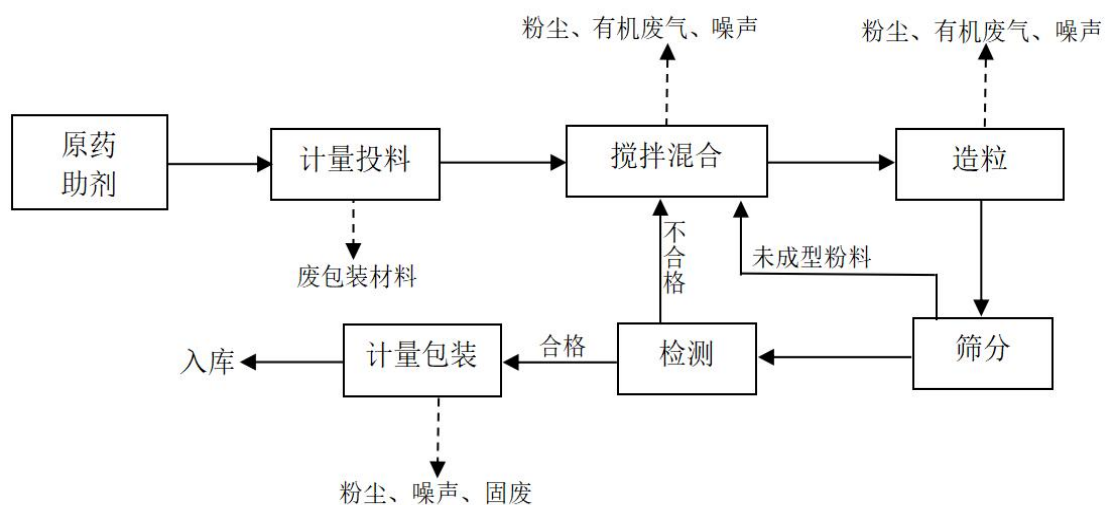 粉尘、有机废气、噪声
粉尘、有机废气、噪声
原药
助剂
计量投料
搅拌混合
造粒
废包装材料
不合格
未成型粉料
入库
计量包装
合格
检测
筛分
粉尘、噪声、固废